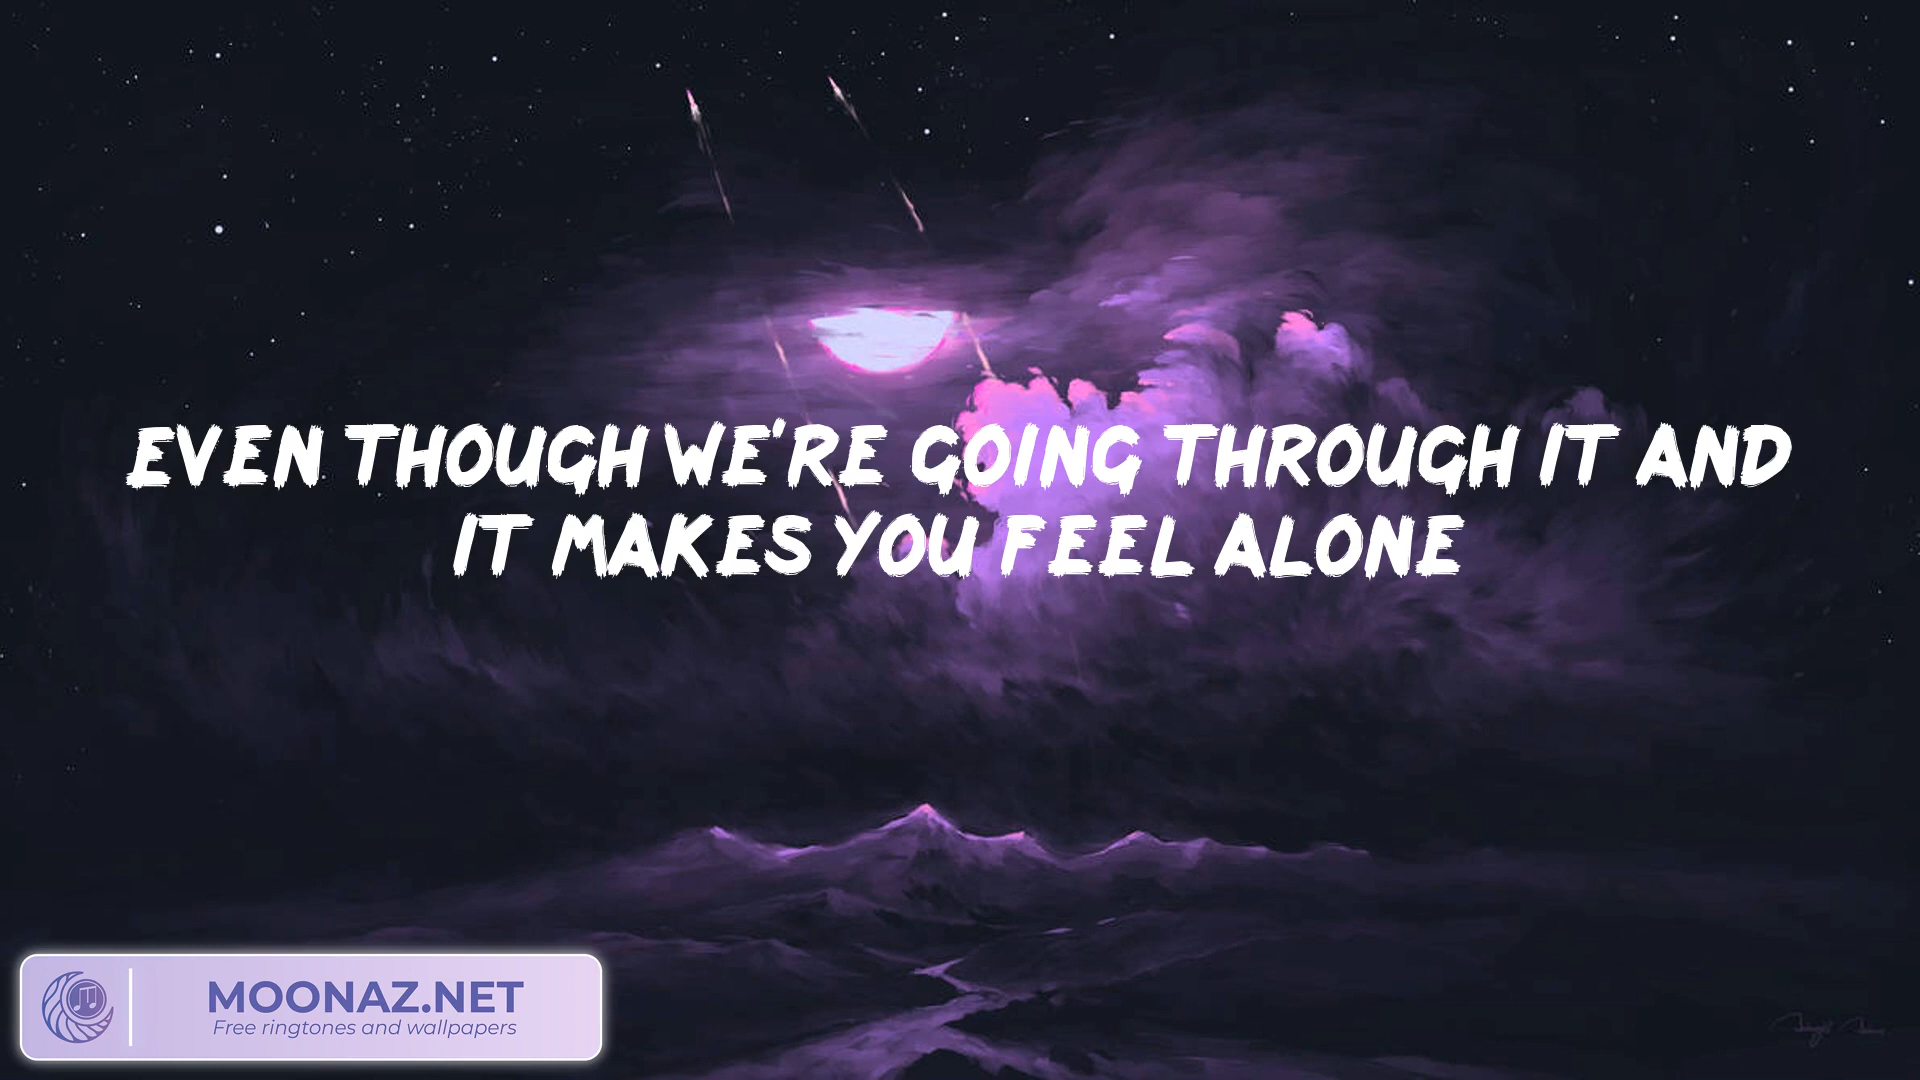 EVEN THOUGH WE'RE GOING THROUGH IT AND
IT MAKES YOU FEEL ALONE
MOONAZ.NET
Free ringtones and wallpapers